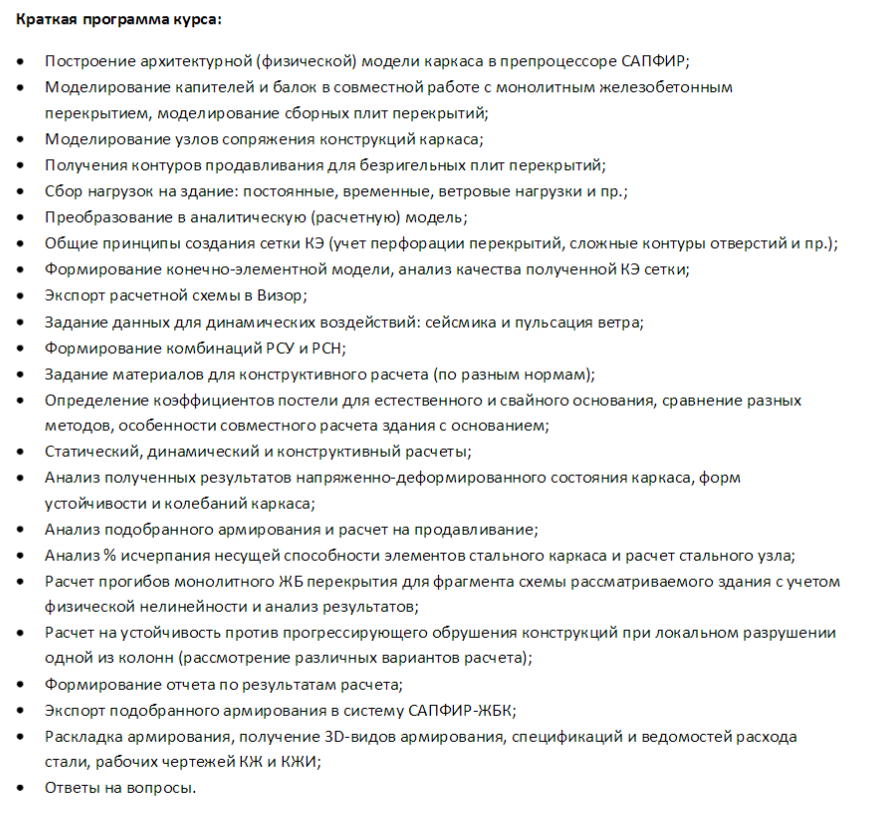 Краткая программа курса:
• Построение архитектурной (физической) модели каркаса в препроцессоре САПФИР;
• Моделирование капителей и балок в совместной работе с монолитным железобетонным
перекрытием, моделирование сборных плит перекрытий;
• Моделирование узлов сопряжения конструкций каркаса;
• Получения контуров продавливания для безригельных плит перекрытий;
• Сбор нагрузок на здание: постоянные, временные, ветровые нагрузки и пр.;
• Преобразование в аналитическую (расчетную) модель;
• Общие принципы создания сетки КЭ (учет перфорации перекрытий, сложные контуры отверстий и пр.);
• Формирование конечно-элементной модели, анализ качества полученной КЭ сетки;
• Экспорт расчетной схемы в Визор;
• Задание данных для динамических воздействий: сейсмика и пульсация ветра;
• Формирование комбинаций РСУ и РСН;
• Задание материалов для конструктивного расчета (по разным нормам);
• Определение коэффициентов постели для естественного и свайного основания, сравнение разных
методов, особенности совместного расчета здания с основанием;
• Статический, динамический и конструктивный расчеты;
• Анализ полученных результатов напряженно-деформированного состояния каркаса, форм
устойчивости и колебаний каркаса;
• Анализ подобранного армирования и расчет на продавливание;
• Анализ % исчерпания несущей способности элементов стального каркаса и расчет стального узла;
• Расчет прогибов монолитного ЖБ перекрытия для фрагмента схемы рассматриваемого здания с учетом
физической нелинейности и анализ результатов;
• Расчет на устойчивость против прогрессирующего обрушения конструкций при локальном разрушении
одной из колонн (рассмотрение различных вариантов расчета);
• Формирование отчета по результатам расчета;
• Экспорт подобранного армирования в систему САПФИР-ЖБК;
• Раскладка армирования, получение 3D-видов армирования, спецификаций и ведомостей расхода
стали, рабочих чертежей КЖ и КЖИ;
• Ответы на вопросы.